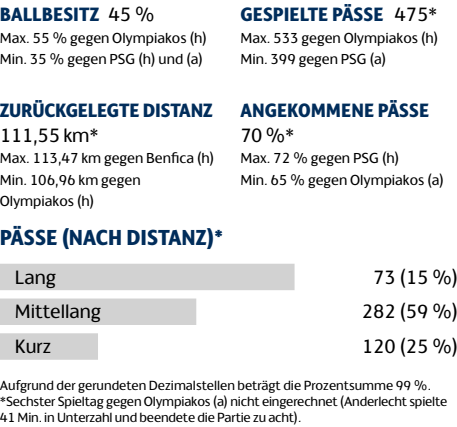 BALLBESITZ 45 %
Max. 55 % gegen Olympiakos (h)
Min. 35 % gegen PSG (h) und (a)
GESPIELTE PÄSSE 475*
Max. 533 gegen Olympiakos (h)
Min. 399 gegen PSG (a)
ZURÜCKGELEGTE DISTANZ
111,55 km*
Max. 113,47 km gegen Benfica (h)
Min. 106,96 km gegen
Olympiakos (h)
ANGEKOMMENE PÄSSE
70 %*
Max. 72 % gegen PSG (h)
Min. 65 % gegen Olympiakos (a)
PÄSSE (NACH DISTANZ)*
Lang 73 (15 %)
Mittellang 282 (59 %)
Kurz 120 (25 %)
Aufgrund der gerundeten Dezimalstellen beträgt die Prozentsumme 99 %.
*Sechster Spieltag gegen Olympiakos (a) nicht eingerechnet (Anderlecht spielte
41 Min. in Unterzahl und beendete die Partie zu acht).